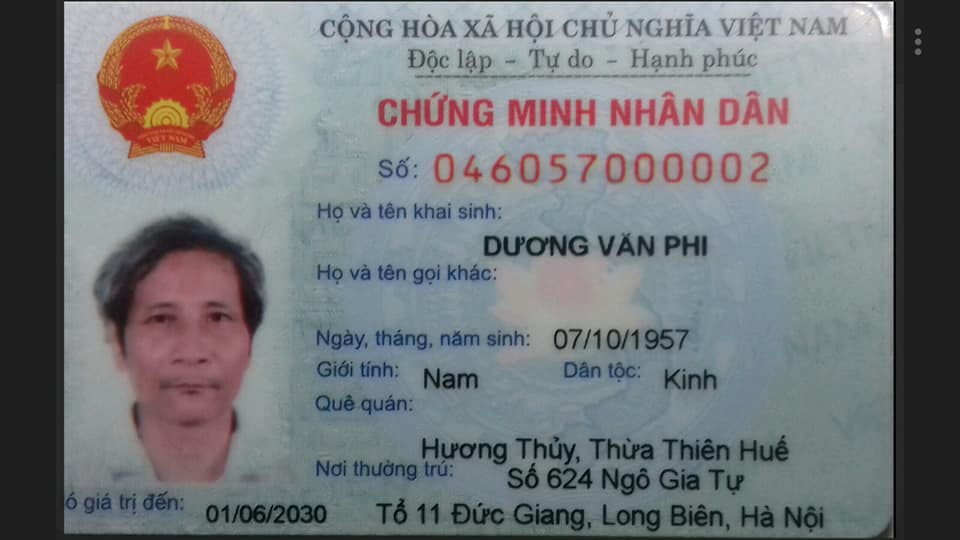 CỘNG HÒA XÃ HỘI CHỦ NGHĨA VIỆT NAM
Độc lập - Tự do - Hạnh phúc
CHỨNG MINH NHÂN DÂN
Số: 046057000002
Họ và tên khai sinh:
DƯƠNG VĂN PHI
Họ và tên gọi khác:
Ngày, tháng, năm sinh: 07/10/1957
Giới tính: Nam Dân tộc: Kinh
Quê quán:
Hương Thủy, Thừa Thiên Huế
Nơi thường trú: Số 624 Ngô Gia Tự
Tổ 11 Đức Giang, Long Biên, Hà Nội
ó giá trị đến: 01/06/2030
VIỆT NAM